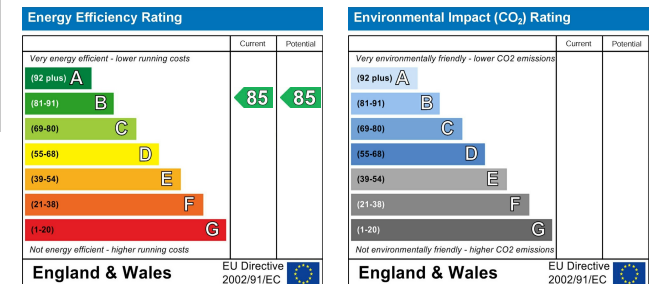 Energy Efficiency Rating
Current Potential
Very energy efficient - lower running costs
(92 plus) A
(81-91) B
85 85
(69-80) C
(55-68) D
(39-54) E
(21-38) F
(1-20) G
Not energy efficient - higher running costs
England & Wales
EU Directive
2002/91/EC
Environmental Impact (CO2) Rating
Current Potential
Very environmentally friendly - lower CO2 emissions
(92 plus) A
(81-91) B
(69-80) C
(55-68) D
(39-54) E
(21-38) F
(1-20) G
Not environmentally friendly - higher CO2 emissions
England & Wales
EU Directive
2002/91/EC